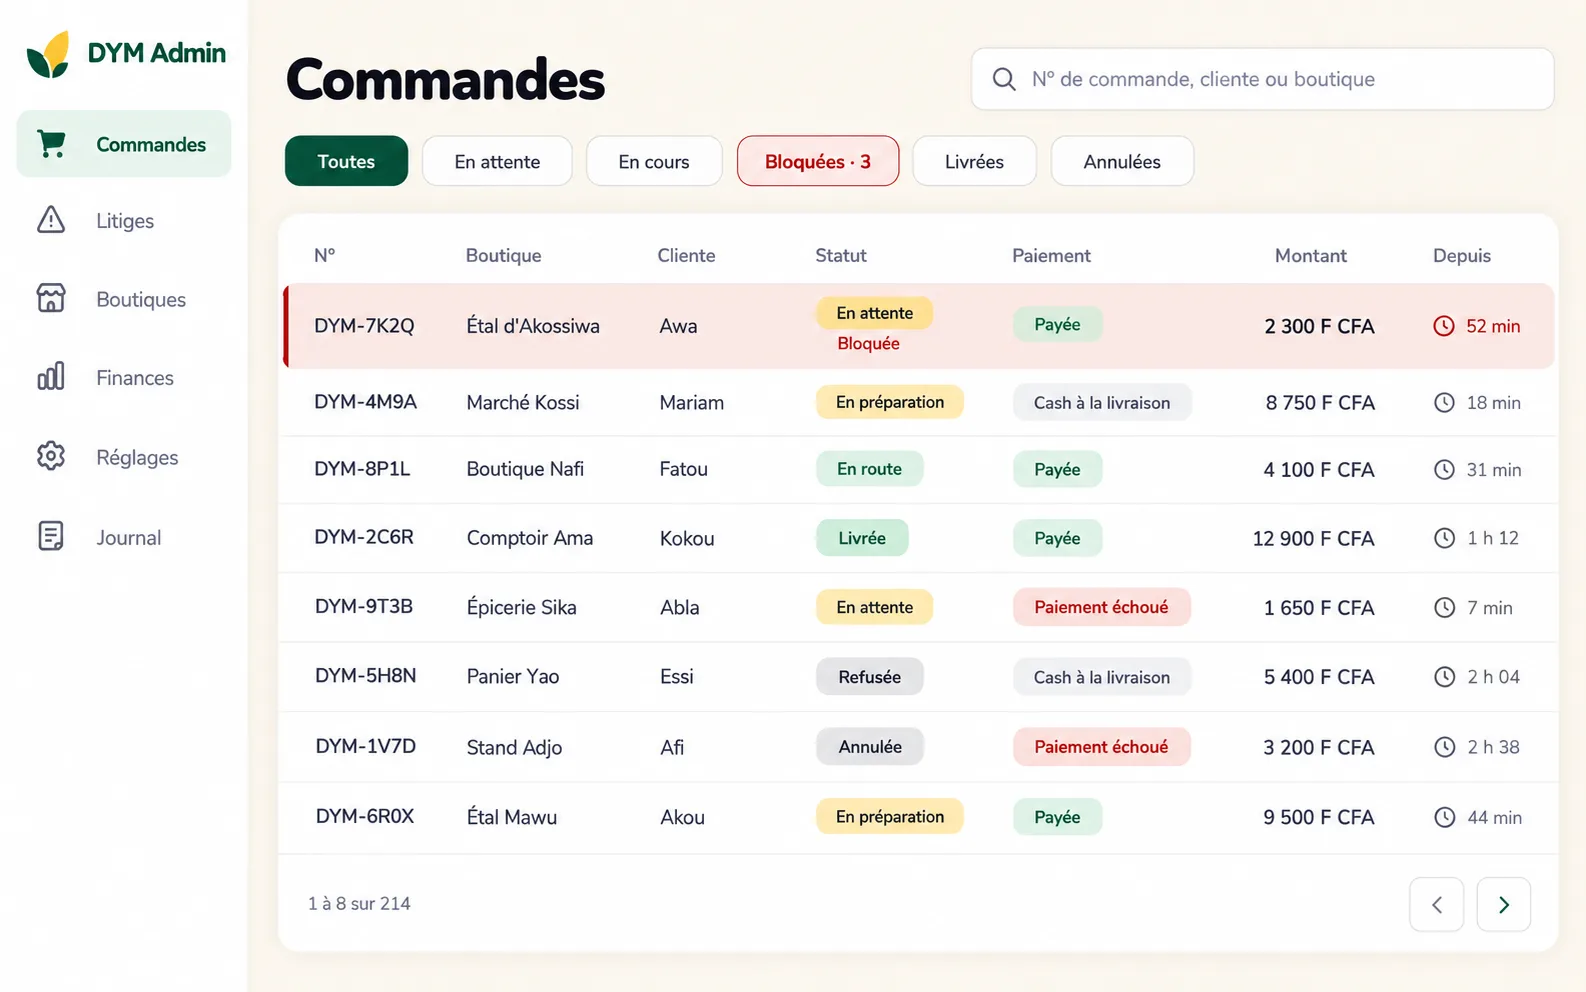 DYM Admin
Commandes
Litiges
Boutiques
Finances
Réglages
Journal
Commandes
N° de commande, cliente ou boutique
Toutes En attente En cours Bloquées · 3 Livrées Annulées
N° Boutique Cliente Statut Paiement Montant Depuis
DYM-7K2Q Étal d'Akossiwa Awa En attente Payée 2 300 F CFA 52 min
Bloquée
DYM-4M9A Marché Kossi Mariam En préparation Cash à la livraison 8 750 F CFA 18 min
DYM-8P1L Boutique Nafi Fatou En route Payée 4 100 F CFA 31 min
DYM-2C6R Comptoir Ama Kokou Livrée Payée 12 900 F CFA 1 h 12
DYM-9T3B Épicerie Sika Abla En attente Paiement échoué 1 650 F CFA 7 min
DYM-5H8N Panier Yao Essi Refusée Cash à la livraison 5 400 F CFA 2 h 04
DYM-1V7D Stand Adjo Afi Annulée Paiement échoué 3 200 F CFA 2 h 38
DYM-6R0X Étal Mawu Akou En préparation Payée 9 500 F CFA 44 min
1 à 8 sur 214